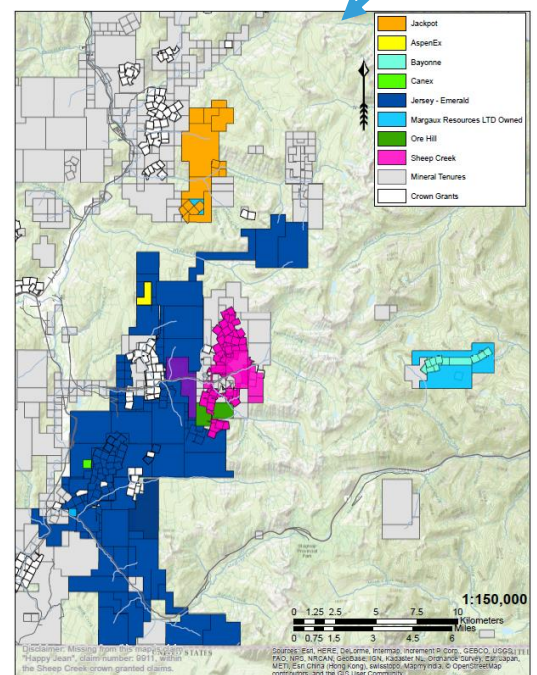 Jackpot
AspenEx
Bayonne
Canex
Jersey - Emerald
Margaux Resources LTD Owned
Ore Hill
Sheep Creek
Mineral Tenures
Crown Grants
1:150,000
0 1.25 2.5 5 7.5 10
Kilometers
Miles
0 0.75 1.5 3 4.5 6
Disclaimer: Missing from this map is claim
"Happy Jean", claim number: 9911, within
the Sheep Creek crown granted claims.
Sources: Esri, HERE, DeLorme, Intermap, increment P Corp., GEBCO, USGS,
FAO, NPS, NRCAN, GeoBase, IGN, Kadaster NL, Ordnance Survey, Esri Japan,
METI, Esri China (Hong Kong), swisstopo, MapmyIndia, © OpenStreetMap
contributors, and the GIS User Community